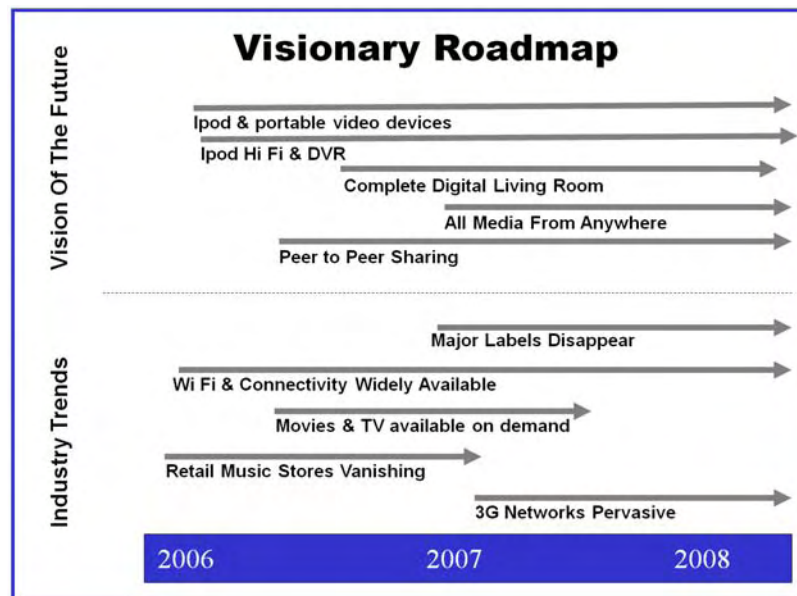 Visionary Roadmap
Vision Of The Future
Ipod & portable video devices
Ipod Hi Fi & DVR
Complete Digital Living Room
All Media From Anywhere
Peer to Peer Sharing
Industry Trends
Major Labels Disappear
Wi Fi & Connectivity Widely Available
Movies & TV available on demand
Retail Music Stores Vanishing
3G Networks Pervasive
2006 2007 2008